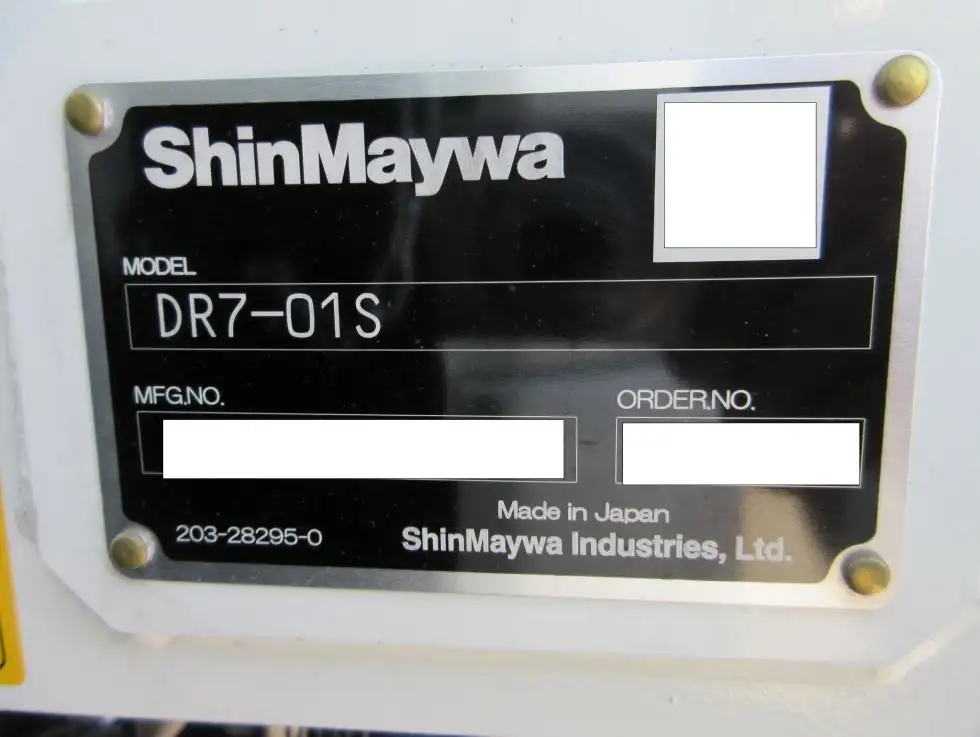 ShinMaywa
MODEL
DR7-01S
MFG.NO.
ORDER.NO.
Made in Japan
203-28295-0
ShinMaywa Industries, Ltd.